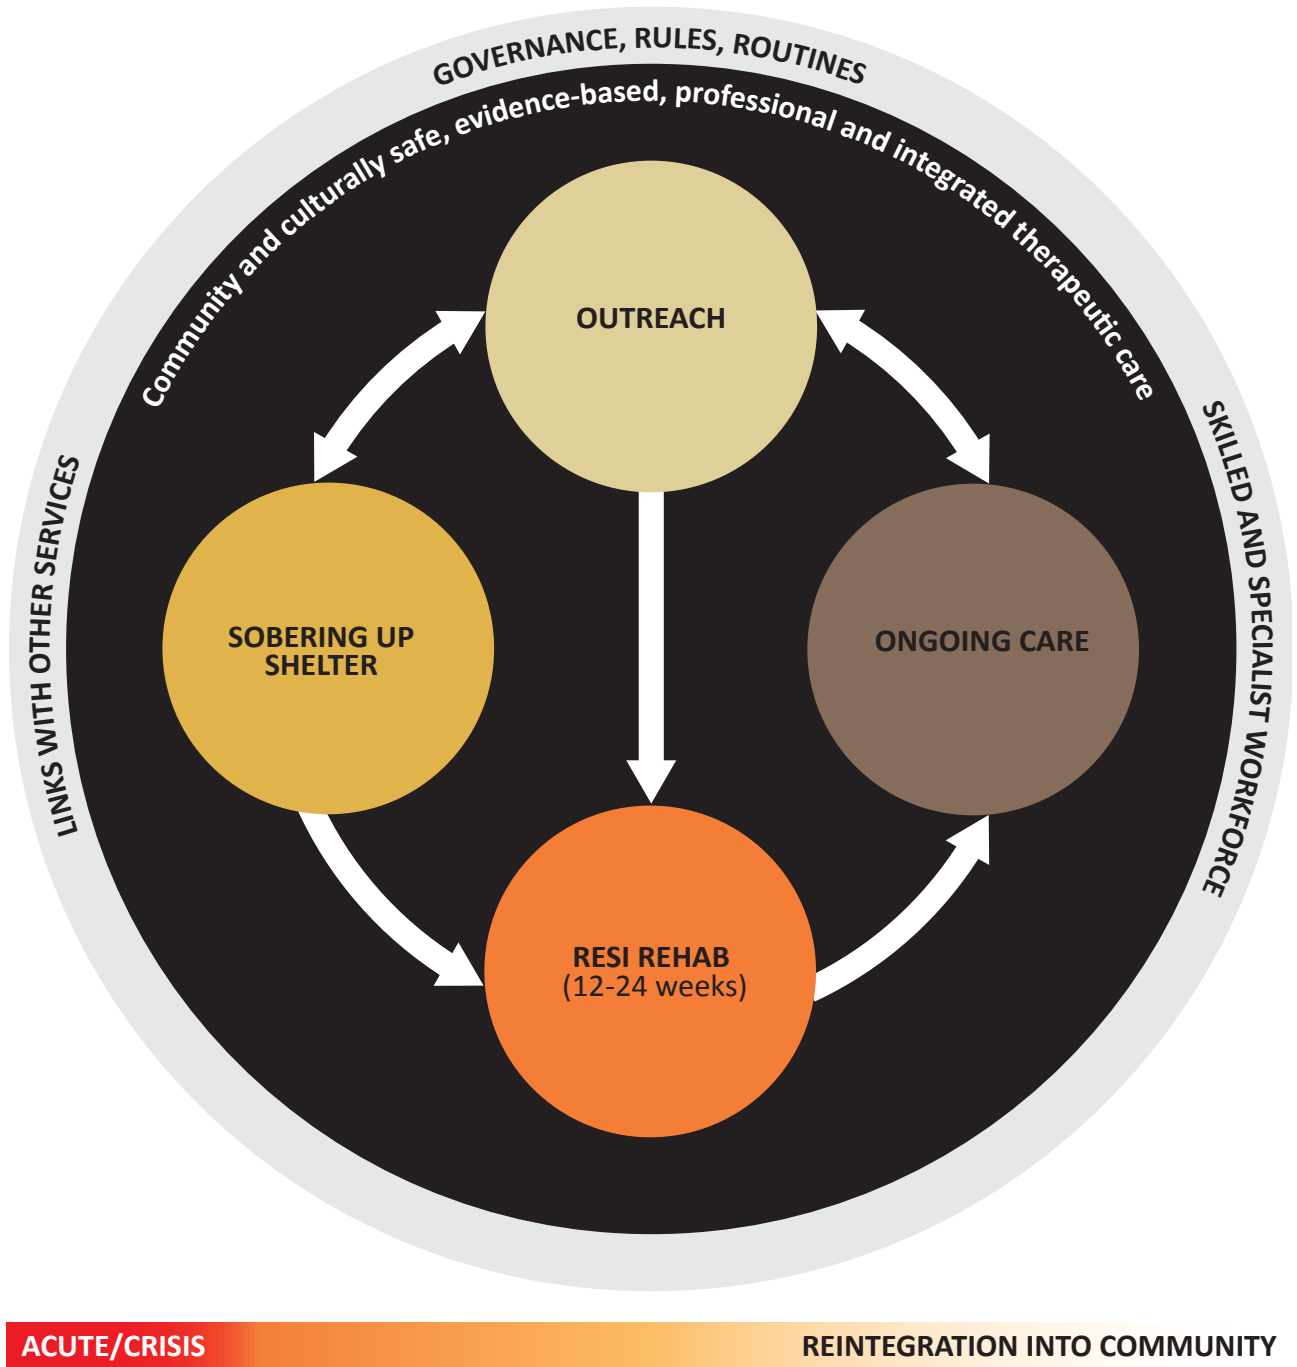 GOVERNANCE, RULES, ROUTINES
Community and culturally safe, evidence-based, professional and integrated therapeutic care
LINKS WITH OTHER SERVICES
SKILLED AND SPECIALIST WORKFORCE
OUTREACH
SOBERING UP
SHELTER
ONGOING CARE
RESI REHAB
(12-24 weeks)
ACUTE/CRISIS
REINTEGRATION INTO COMMUNITY